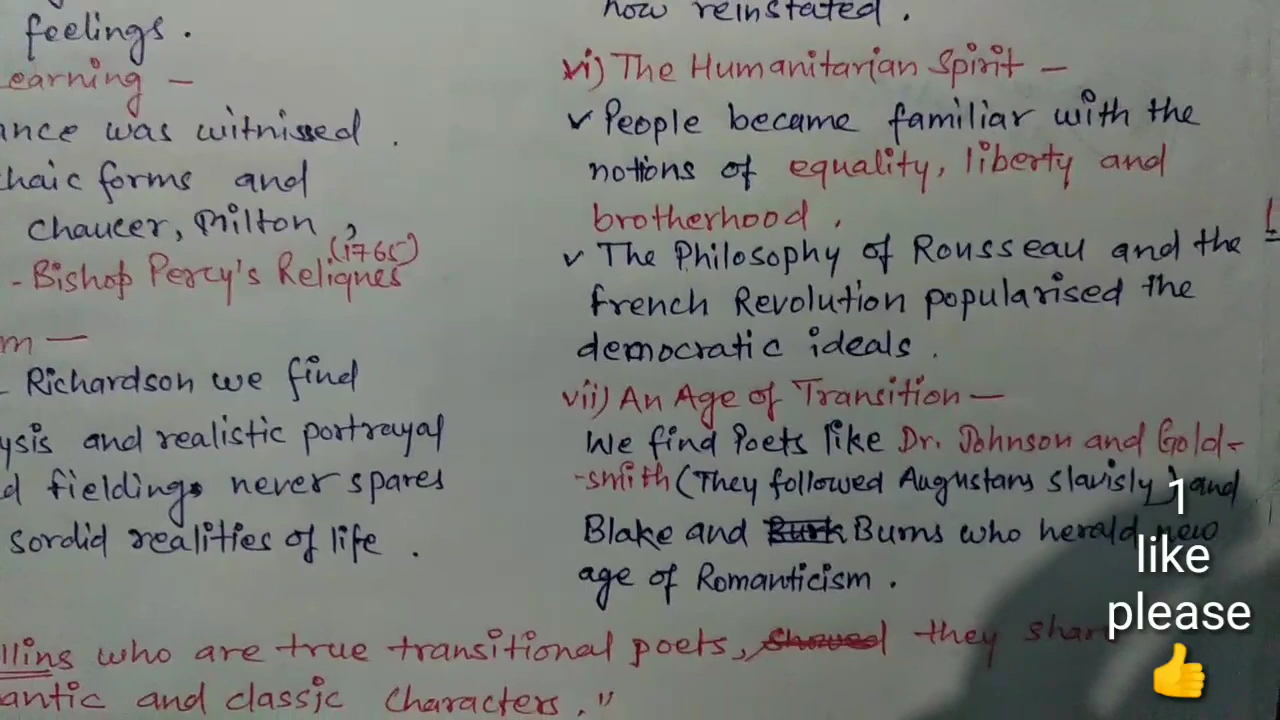 feelings.
earning —
ance was witnissed.
chaic forms and
chaucer, Milton,
(1765)
- Bishop Percy's Reliques
m —
Richardson we find
ysis and realistic portrayal
d fielding never spares
sordid realities of life.
now reinstated.
vi) The Humanitarian Spirit —
✓ People became familiar with the
notions of equality, liberty and
brotherhood.
✓ The Philosophy of Rousseau and the
french Revolution popularised the
democratic ideals.
vii) An Age of Transition —
We find Poets like Dr. Johnson and Gold-
-smith (They followed Augustans slavisly) and
Blake and Burns who herald new
age of Romanticism.
llins who are true transitional poets, they shar
antic and classic characters."
1
like
please
👍